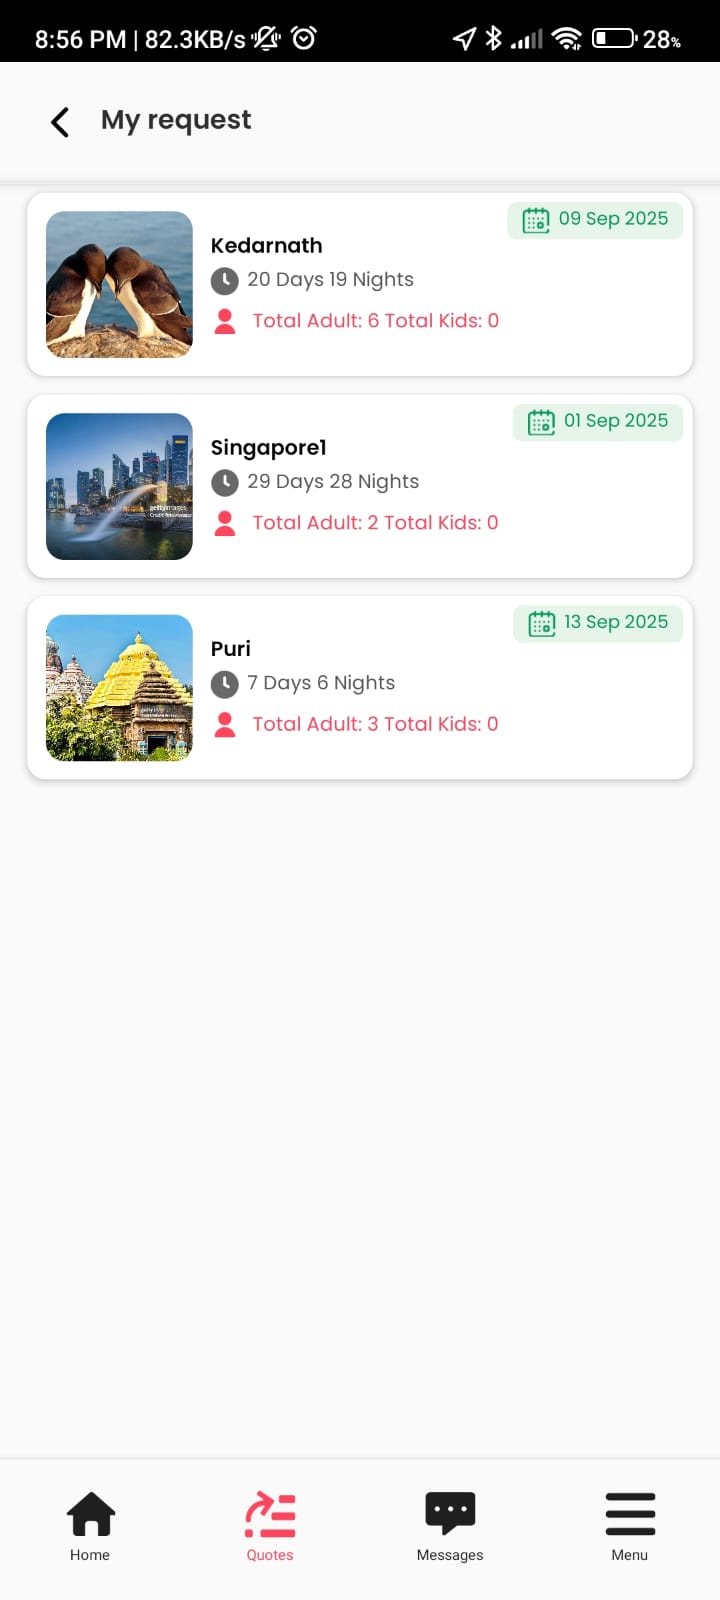 8:56 PM | 82.3KB/s 28%
My request
09 Sep 2025
Kedarnath
20 Days 19 Nights
Total Adult: 6 Total Kids: 0
01 Sep 2025
Singapore1
29 Days 28 Nights
Total Adult: 2 Total Kids: 0
gettyimages
13 Sep 2025
Puri
7 Days 6 Nights
Total Adult: 3 Total Kids: 0
Home
Quotes
Messages
Menu